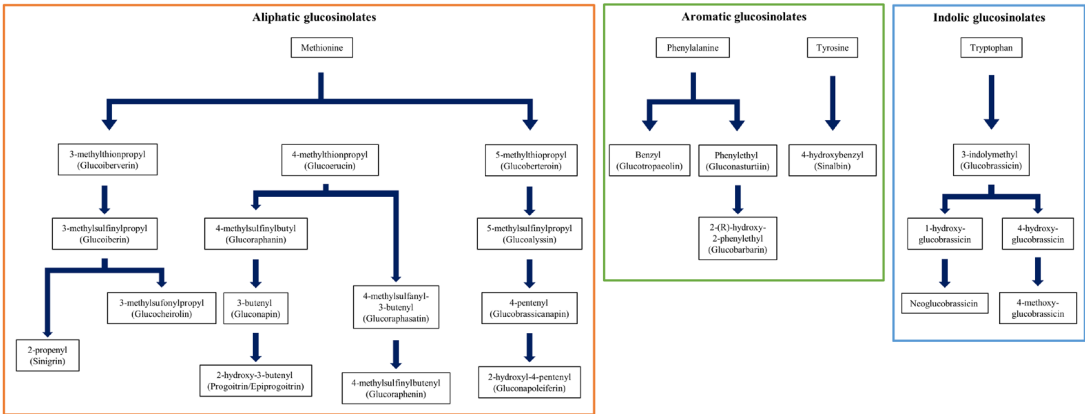 Aliphatic glucosinolates
Methionine
3-methylthionpropyl
(Glucoiberverin)
4-methylthionpropyl
(Glucoerucin)
5-methylthiopropyl
(Glucoberteroin)
3-methylsulfinylpropyl
(Glucoiberin)
4-methylsulfinylbutyl
(Glucoraphanin)
5-methylsulfinylpropyl
(Glucoalyssin)
3-methylsufonylpropyl
(Glucocheirolin)
3-butenyl
(Gluconapin)
4-methylsulfanyl-
3-butenyl
(Glucoraphasatin)
4-pentenyl
(Glucobrassicanapin)
2-propenyl
(Sinigrin)
2-hydroxy-3-butenyl
(Progoitrin/Epiprogoitrin)
4-methylsulfinylbutenyl
(Glucoraphenin)
2-hydroxyl-4-pentenyl
(Gluconapoleiferin)
Aromatic glucosinolates
Phenylalanine
Tyrosine
Benzyl
(Glucotropaeolin)
Phenylethyl
(Gluconasturtiin)
4-hydroxybenzyl
(Sinalbin)
2-(R)-hydroxy-
2-phenylethyl
(Glucobarbarin)
Indolic glucosinolates
Tryptophan
3-indolymethyl
(Glucobrassicin)
1-hydroxy-
glucobrassicin
4-hydroxy-
glucobrassicin
Neoglucobrassicin
4-methoxy-
glucobrassicin